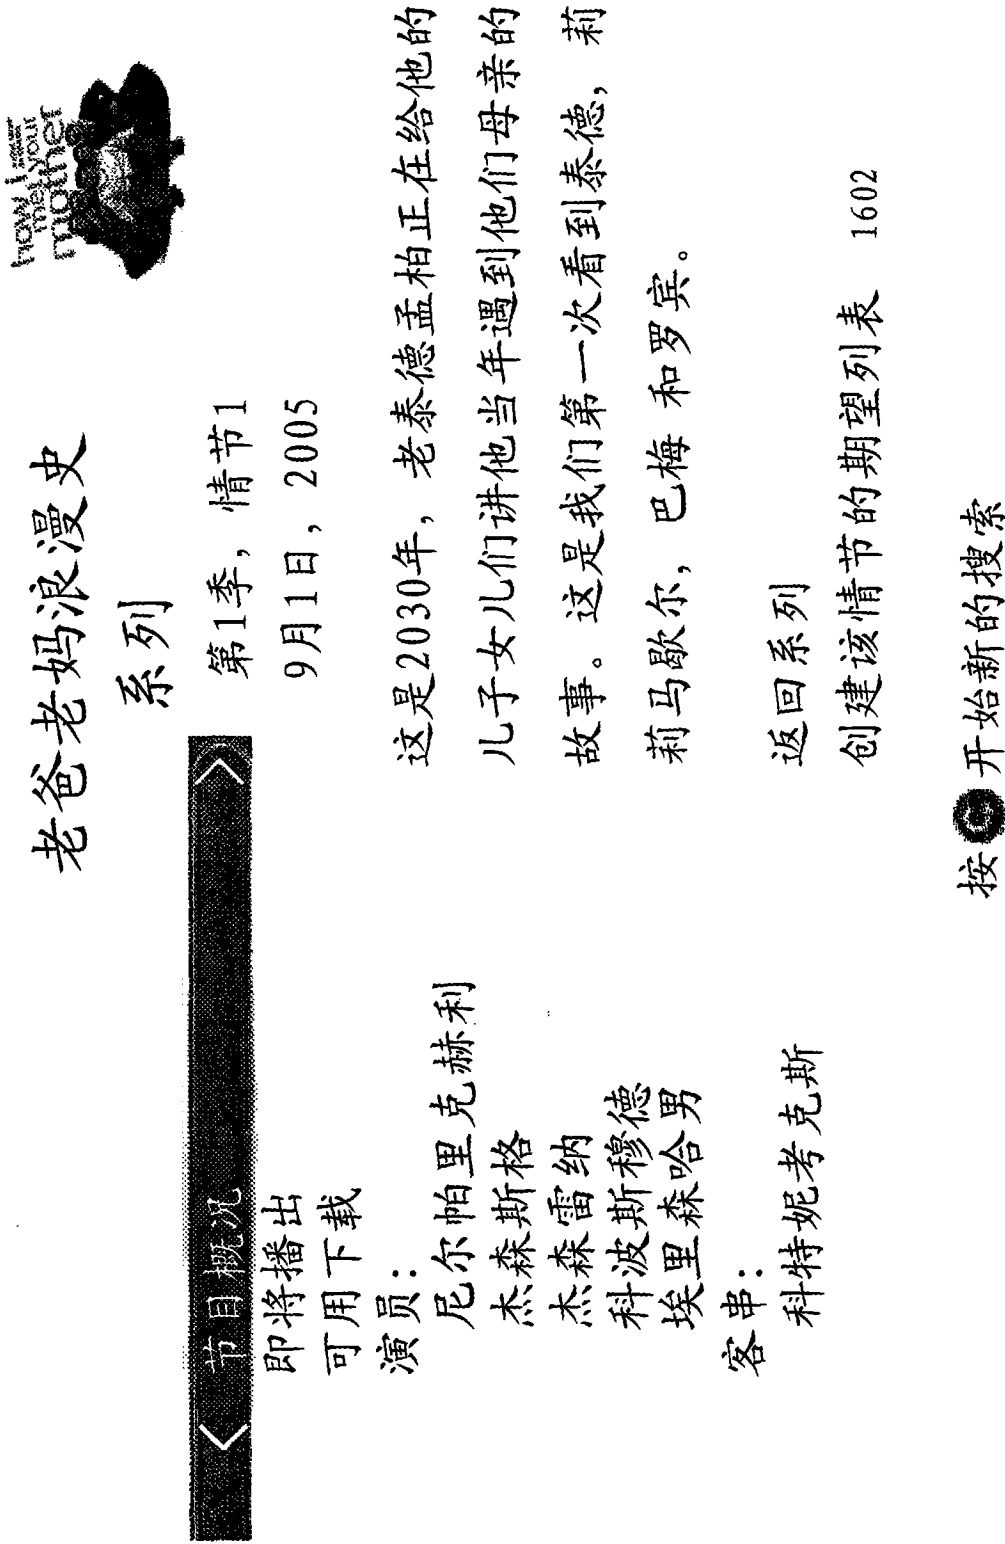 老爸老妈浪漫史
系列
how i
met your
mother
节目概况
即将播出
可用下载
演员:
尼尔帕里克赫利
杰森斯格
杰森雷纳
科波斯穆德
埃里森哈男
客串:
科特妮考克斯
第1季,情节1
9月1日,2005
这是2030年,老泰德孟柏正在给他的
儿子女儿们讲他当年遇到他们母亲的
故事。这是我们第一次看到泰德,莉
莉马歇尔,巴梅 和罗宾。
返回系列
创建该情节的期望列表 1602
按 开始新的搜索